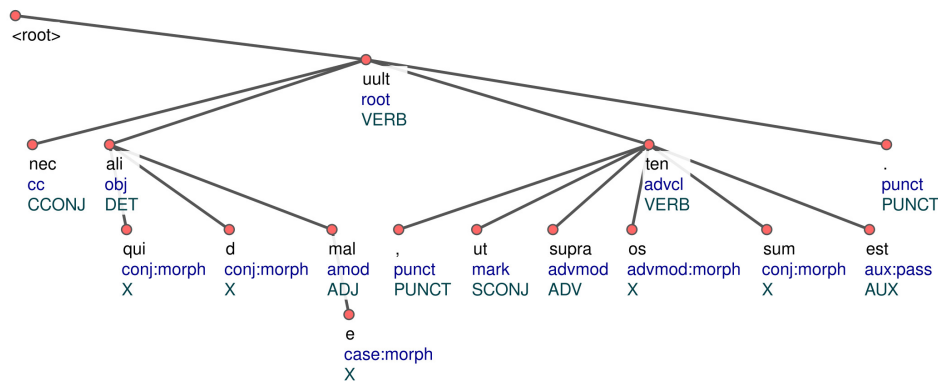 <root>
uult
root
VERB
nec ali ten .
cc obj advcl punct
CCONJ DET VERB PUNCT
qui d mal , ut supra os sum est
conj:morph conj:morph amod punct mark advmod advmod:morph conj:morph aux:pass
X X ADJ PUNCT SCONJ ADV X X AUX
e
case:morph
X